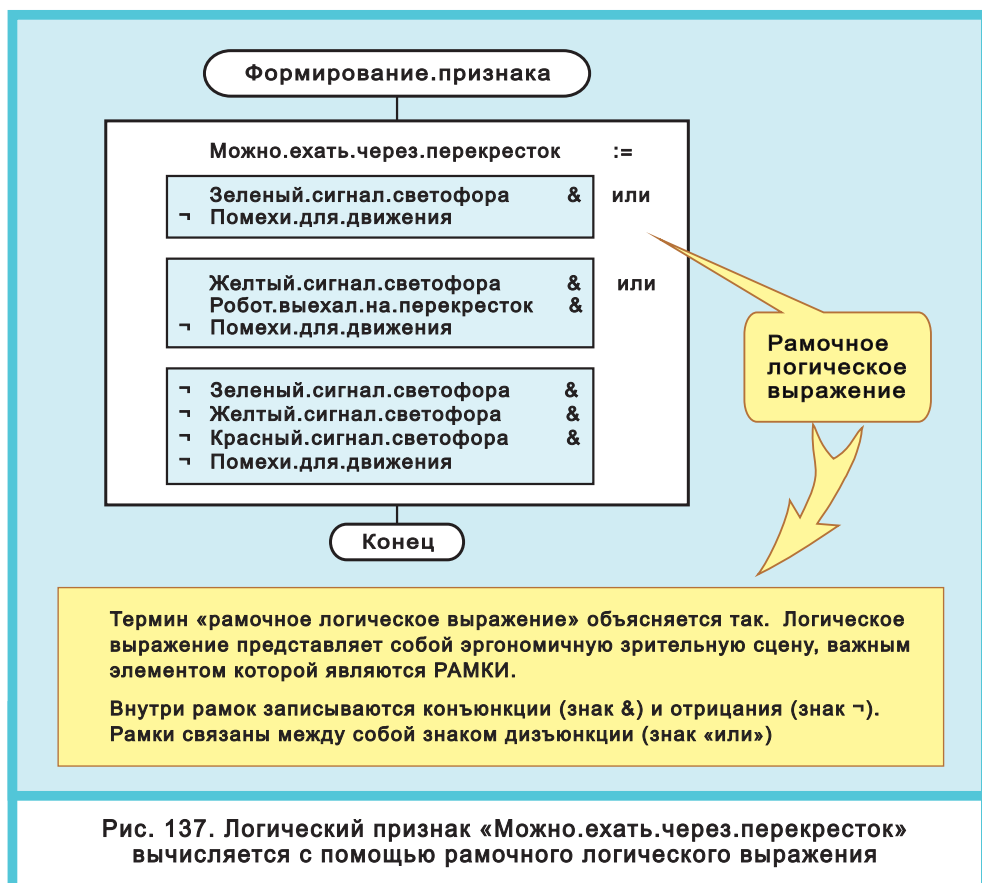 Формирование.признака
Можно.ехать.через.перекресток :=
Зеленый.сигнал.светофора & или
¬ Помехи.для.движения
Желтый.сигнал.светофора & или
Робот.выехал.на.перекресток &
¬ Помехи.для.движения
¬ Зеленый.сигнал.светофора &
¬ Желтый.сигнал.светофора &
¬ Красный.сигнал.светофора &
¬ Помехи.для.движения
Рамочное
логическое
выражение
Конец
Термин «рамочное логическое выражение» объясняется так. Логическое
выражение представляет собой эргономичную зрительную сцену, важным
элементом которой являются РАМКИ.
Внутри рамок записываются конъюнкции (знак &) и отрицания (знак ¬).
Рамки связаны между собой знаком дизъюнкции (знак «или»)
Рис. 137. Логический признак «Можно.ехать.через.перекресток»
вычисляется с помощью рамочного логического выражения